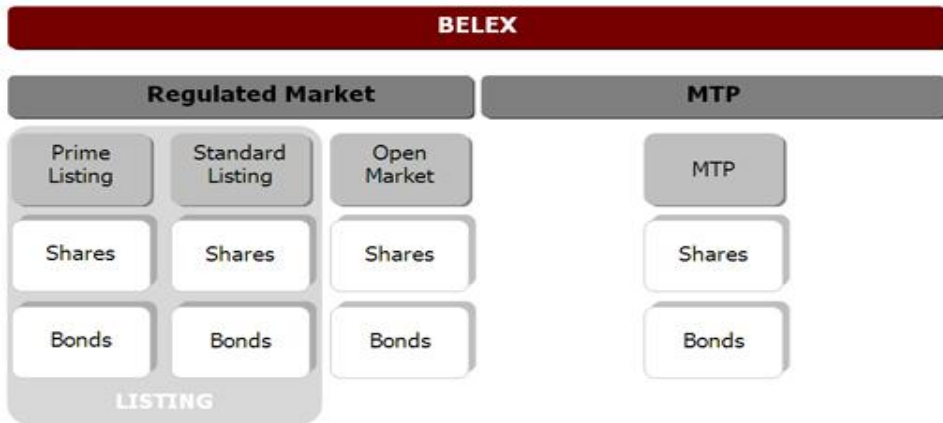 BELEX
Regulated Market
MTP
Prime
Listing
Standard
Listing
Open
Market
MTP
Shares
Shares
Shares
Shares
Bonds
Bonds
Bonds
Bonds
LISTING